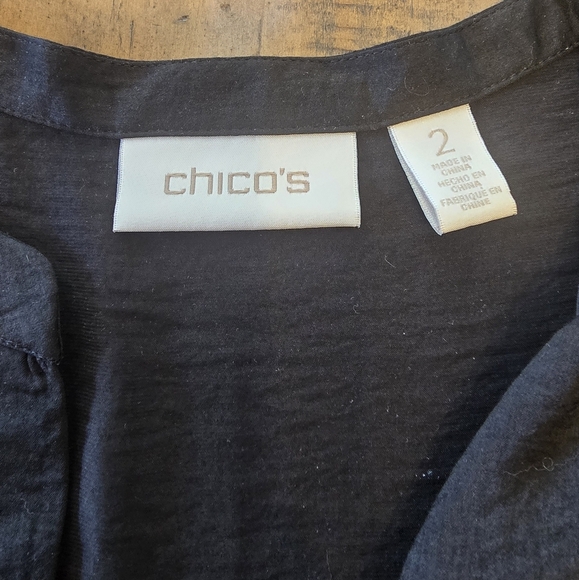 chico's
2
MADE IN
CHINA
HECHO EN
CHINA
FABRIQUE EN
CHINE